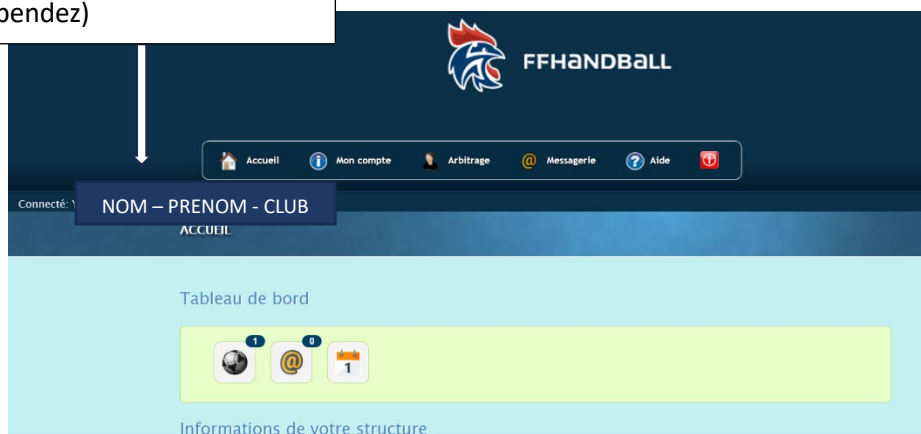 pendez)
FFHANDBALL
Accueil Mon compte Arbitrage @ Messagerie ? Aide
Connecté:
NOM – PRENOM - CLUB
ACCUEIL
Tableau de bord
1 @ 0 1
Informations de votre structure